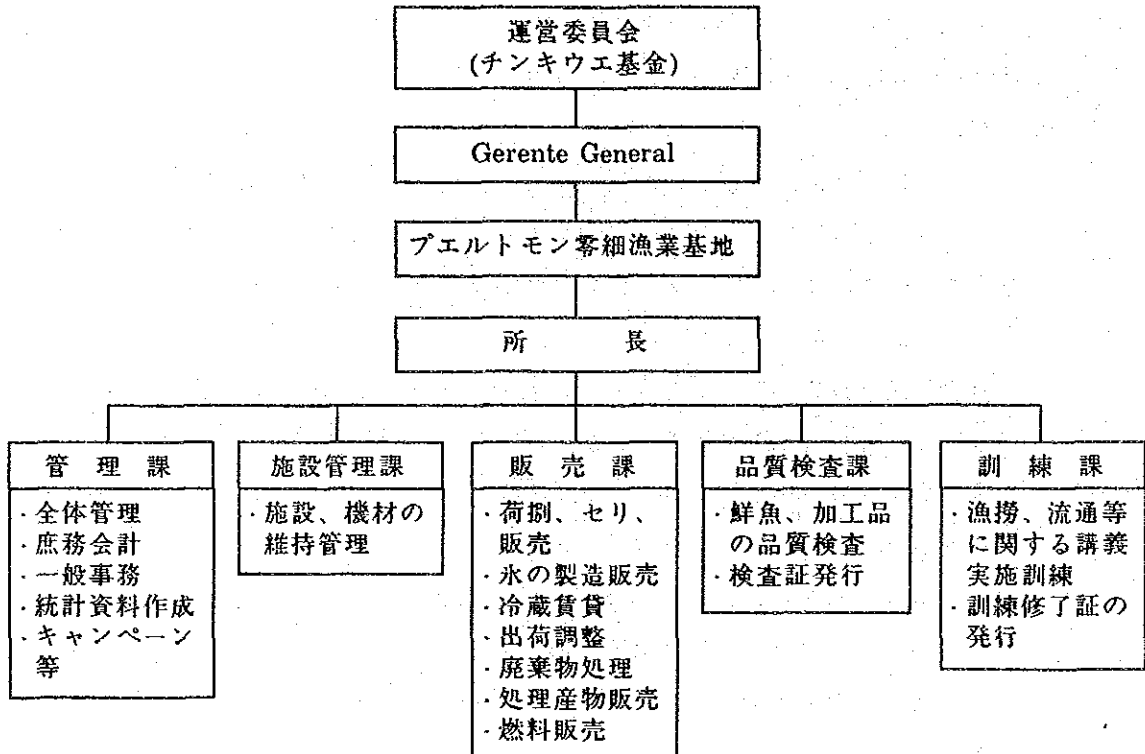 運営委員会
(チンキウエ基金)
Gerente General
プエルトモン零細漁業基地
所長
管理課
・全体管理
・庶務会計
・一般事務
・統計資料作成
・キャンペーン
等
施設管理課
・施設、機材の
維持管理
販売課
・荷捌、セリ、
販売
・氷の製造販売
・冷蔵賃貸
・出荷調整
・廃棄物処理
・処理産物販売
・燃料販売
品質検査課
・鮮魚、加工品
の品質検査
・検査証発行
訓練課
・漁撈、流通等
に関する講義
実施訓練
・訓練修了証の
発行